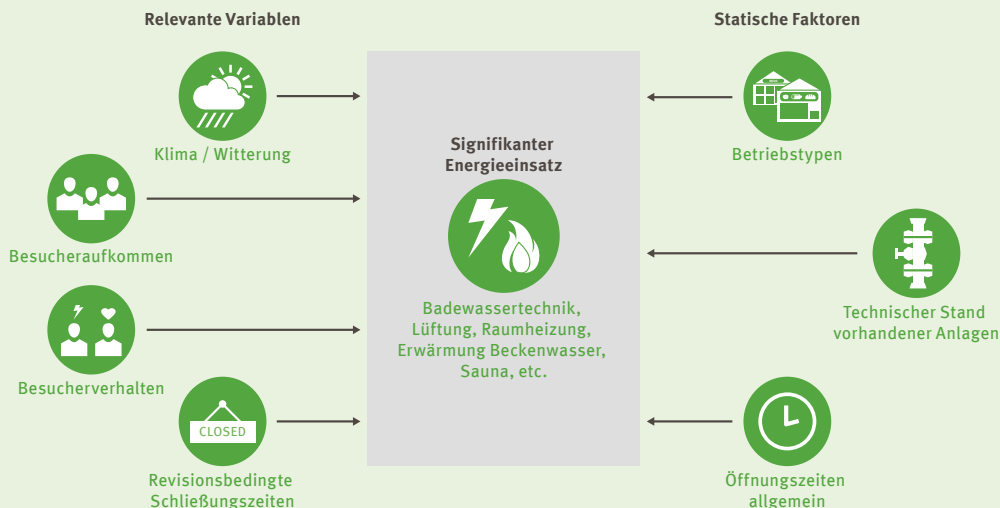 Relevante Variablen
Statische Faktoren
Klima / Witterung
Besucheraufkommen
Besucherverhalten
CLOSED
Revisionsbedingte
Schließungszeiten
Signifikanter
Energieeinsatz
Badewassertechnik,
Lüftung, Raumheizung,
Erwärmung Beckenwasser,
Sauna, etc.
Betriebstypen
Technischer Stand
vorhandener Anlagen
Öffnungszeiten
allgemein